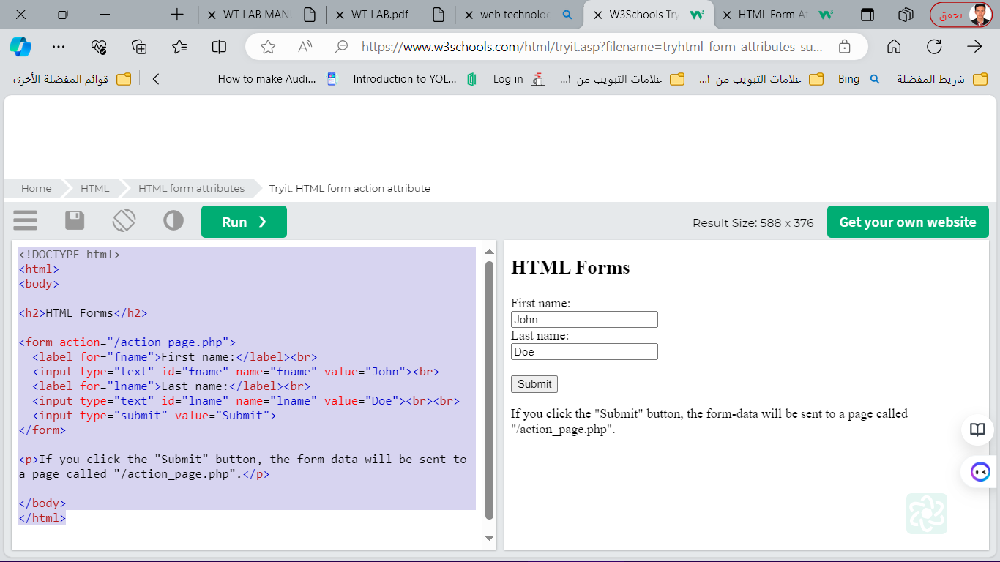 WT LAB MAN
WT LAB.pdf
web technolog
W3Schools Try
HTML Form At
تحقق
https://www.w3schools.com/html/tryit.asp?filename=tryhtml_form_attributes_su...
قوائم المفضلة الأخرى
How to make Audi...
Introduction to YOL...
Log in
علامات التبويب من ٢...
علامات التبويب من ٢...
Bing
شريط المفضلة
Home
HTML
HTML form attributes
Tryit: HTML form action attribute
Run ❯
Result Size: 588 x 376
Get your own website
<!DOCTYPE html>
<html>
<body>
<h2>HTML Forms</h2>
<form action="/action_page.php">
<label for="fname">First name:</label><br>
<input type="text" id="fname" name="fname" value="John"><br>
<label for="lname">Last name:</label><br>
<input type="text" id="lname" name="lname" value="Doe"><br><br>
<input type="submit" value="Submit">
</form>
<p>If you click the "Submit" button, the form-data will be sent to
a page called "/action_page.php".</p>
</body>
</html>
HTML Forms
First name:
John
Last name:
Doe
Submit
If you click the "Submit" button, the form-data will be sent to a page called
"/action_page.php".